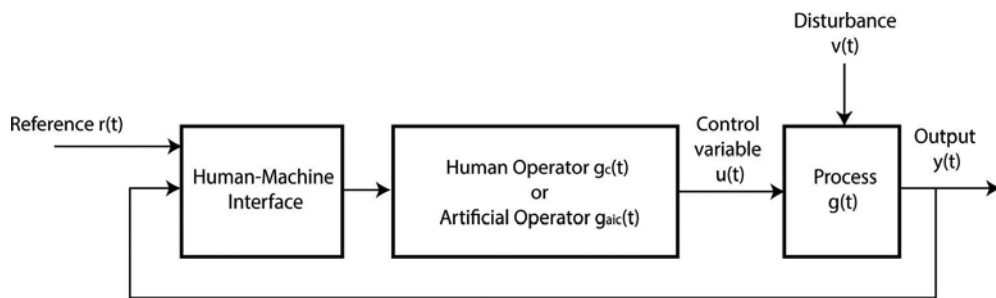 Disturbance
v(t)
Reference r(t)
Human-Machine
Interface
Human Operator gc(t)
or
Artificial Operator gaic(t)
Control
variable
u(t)
Process
g(t)
Output
y(t)